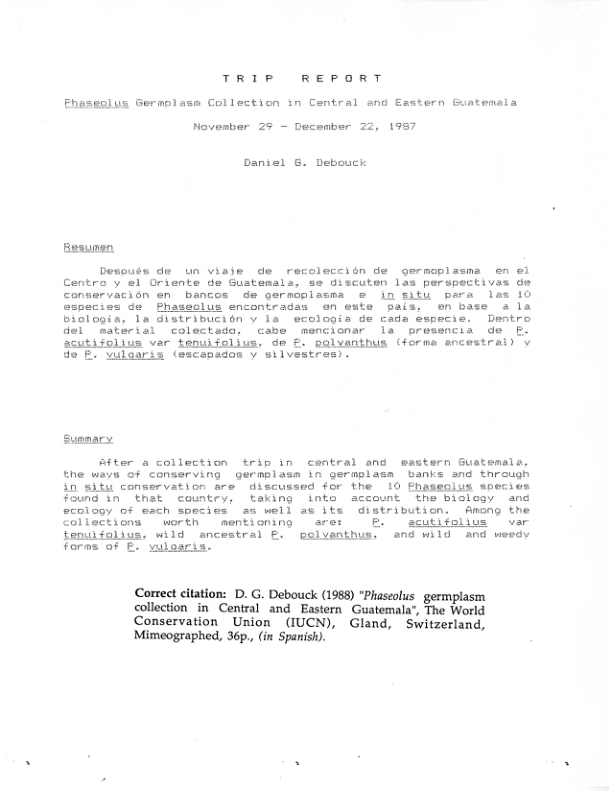 TRIP REPORT
Phaseolus Germplasm Collection in Central and Eastern Guatemala
November 29 - December 22, 1987
Daniel G. Debouck
Resumen
Después de un viaje de recolección de germoplasma en el
Centro y el Oriente de Guatemala, se discuten las perspectivas de
conservación en bancos de germoplasma e in situ para las 10
especies de Phaseolus encontradas en este país, en base a la
biología, la distribución y la ecología de cada especie. Dentro
del material colectado, cabe mencionar la presencia de P.
acutifolius var tenuifolius, de P. polyanthus (forma ancestral) y
de P. vulgaris (escapados y silvestres).
Summary
After a collection trip in central and eastern Guatemala,
the ways of conserving germplasm in germplasm banks and through
in situ conservation are discussed for the 10 Phaseolus species
found in that country, taking into account the biology and
ecology of each species as well as its distribution. Among the
collections worth mentioning are: P. acutifolius var
tenuifolius, wild ancestral P. polyanthus, and wild and weedy
forms of P. vulgaris.
Correct citation: D. G. Debouck (1988) "Phaseolus germplasm
collection in Central and Eastern Guatemala", The World
Conservation Union (IUCN), Gland, Switzerland,
Mimeographed, 36p., (in Spanish).